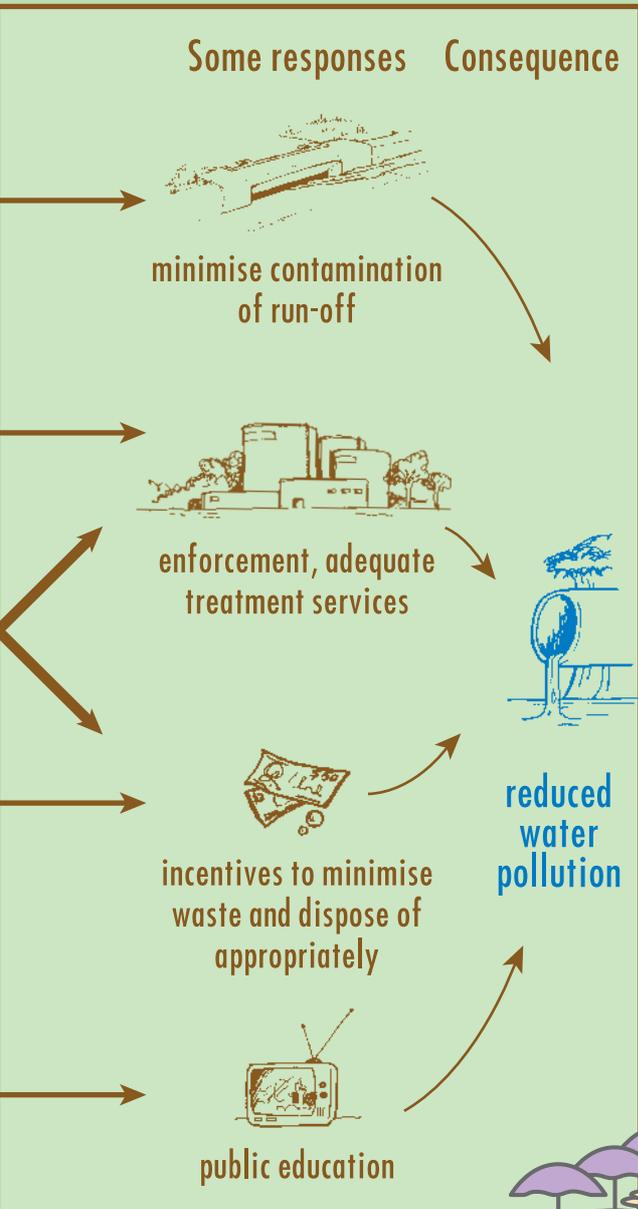 Some responses
Consequence
minimise contamination
of run-off
enforcement, adequate
treatment services
$50
incentives to minimise
waste and dispose of
appropriately
public education
reduced
water
pollution